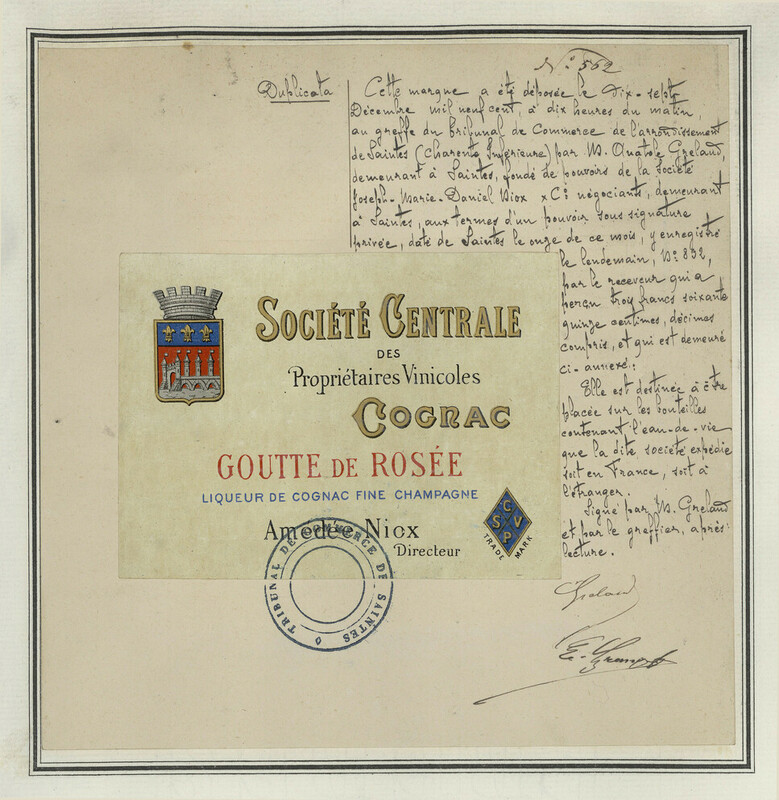 N° 562
Duplicata
Cette marque a été déposée le dix-sept
Décembre mil neuf cent, à dix heures du matin,
au greffe du tribunal de Commerce de l'arrondissement
de Saintes (Charente Inférieure) par M. Anatole Grelaud,
demeurant à Saintes, fondé de pouvoirs de la Société
Joseph-Marie-Daniel Niox & Cie négociants, demeurant
à Saintes, aux termes d'un pouvoir sous signature
privée, daté de Saintes le onze de ce mois, y enregistré
le lendemain, N° 892,
par le receveur qui a
perçu trois francs soixante
quinze centimes, décimes
compris, et qui est demeuré
ci-annexé:
Elle est destinée à être
placée sur les bouteilles
contenant l'eau-de-vie
que la dite société expédie
soit en France, soit à
l'étranger.
Signé par M. Grelaud
et par le greffier, après
lecture.
Grelaud
SOCIÉTÉ CENTRALE
DES
Propriétaires Vinicoles
COGNAC
GOUTTE DE ROSÉE
LIQUEUR DE COGNAC FINE CHAMPAGNE
Amédée Niox
Directeur
SCVP
TRADE MARK
TRIBUNAL DE COMMERCE DE SAINTES